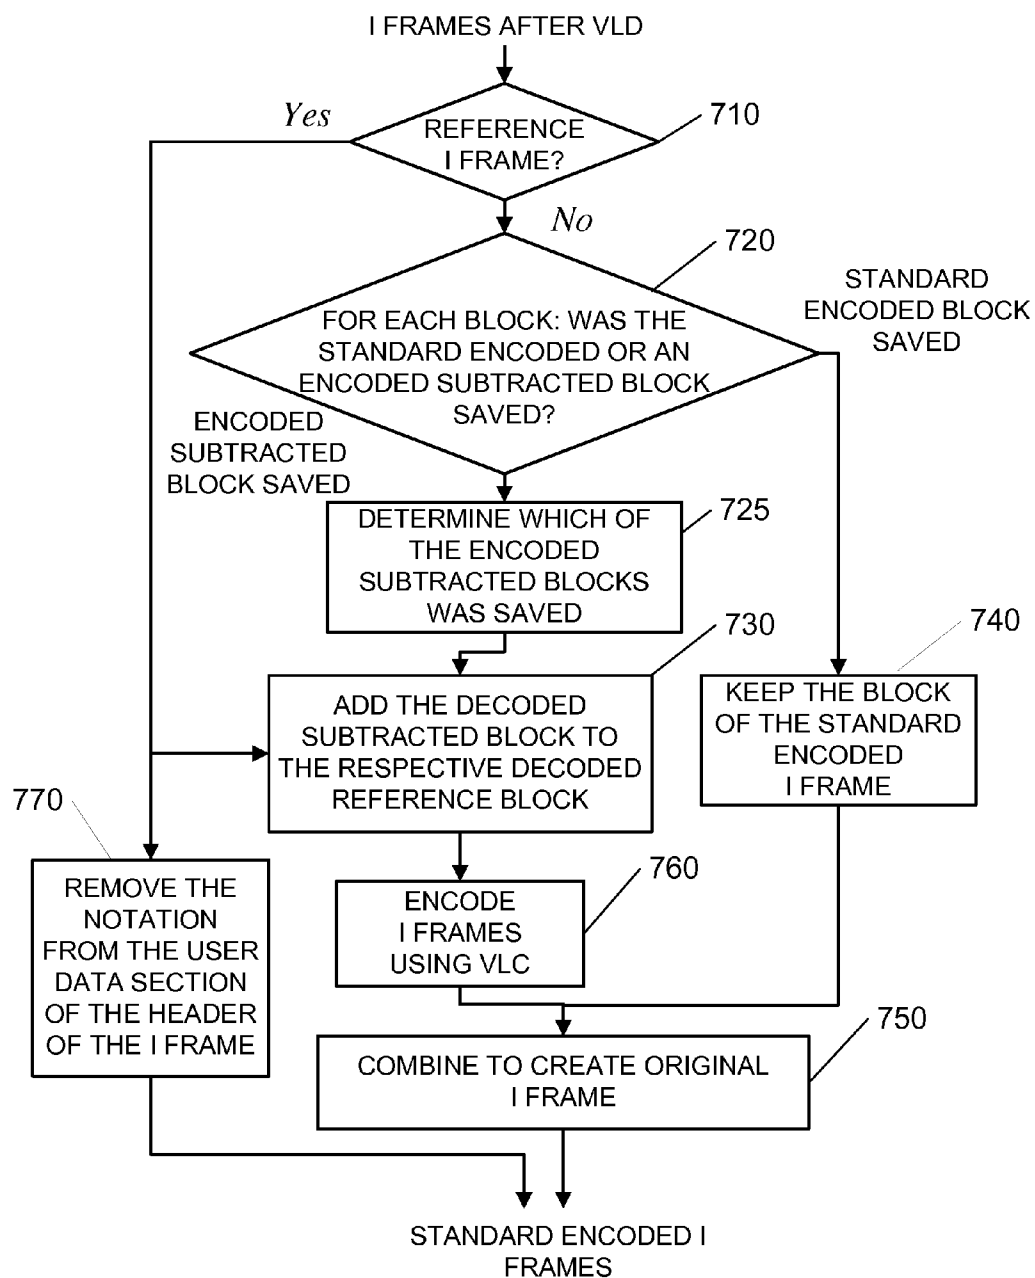 I FRAMES AFTER VLD
Yes
REFERENCE
I FRAME?
710
No
720
STANDARD
ENCODED BLOCK
SAVED
FOR EACH BLOCK: WAS THE
STANDARD ENCODED OR AN
ENCODED SUBTRACTED BLOCK
SAVED?
ENCODED
SUBTRACTED
BLOCK SAVED
725
DETERMINE WHICH OF
THE ENCODED
SUBTRACTED BLOCKS
WAS SAVED
730
740
ADD THE DECODED
SUBTRACTED BLOCK TO
THE RESPECTIVE DECODED
REFERENCE BLOCK
KEEP THE BLOCK
OF THE STANDARD
ENCODED
I FRAME
770
REMOVE THE
NOTATION
FROM THE USER
DATA SECTION
OF THE HEADER
OF THE I FRAME
760
ENCODE
I FRAMES
USING VLC
750
COMBINE TO CREATE ORIGINAL
I FRAME
STANDARD ENCODED I
FRAMES